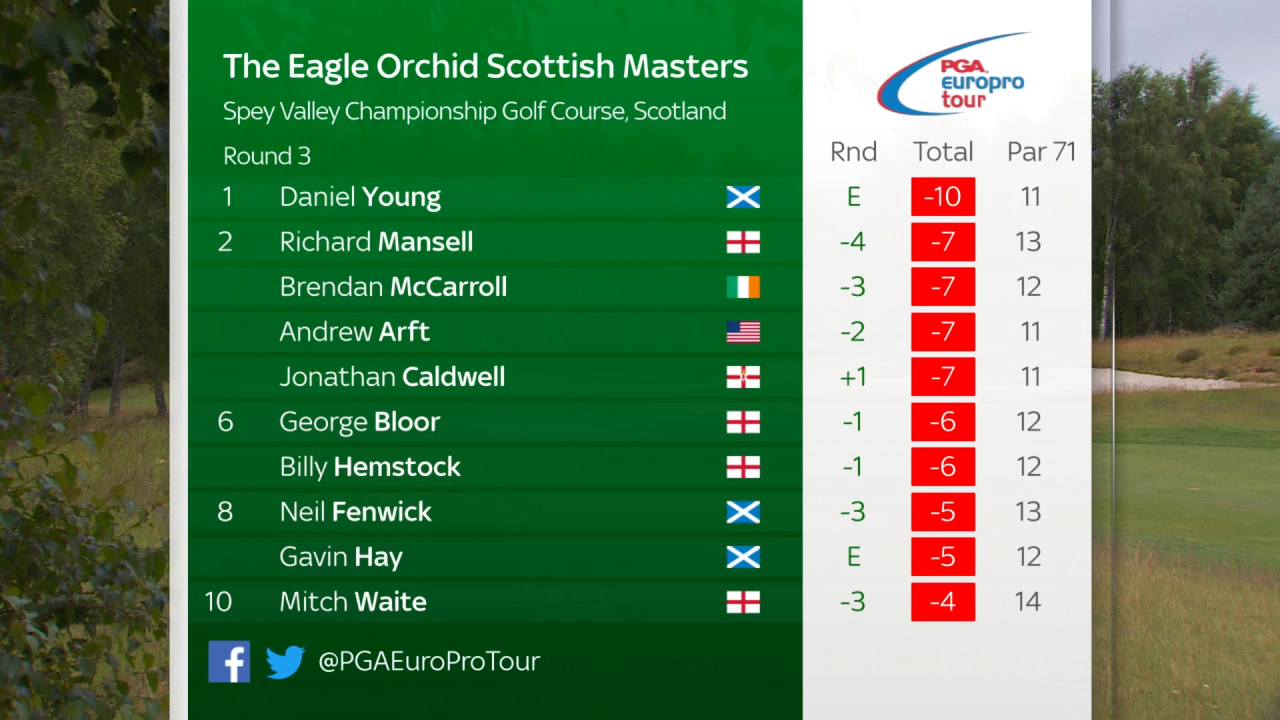 The Eagle Orchid Scottish Masters
Spey Valley Championship Golf Course, Scotland
PGA europro tour
Round 3 Rnd Total Par 71
1 Daniel Young E -10 11
2 Richard Mansell -4 -7 13
Brendan McCarroll -3 -7 12
Andrew Arft -2 -7 11
Jonathan Caldwell +1 -7 11
6 George Bloor -1 -6 12
Billy Hemstock -1 -6 12
8 Neil Fenwick -3 -5 13
Gavin Hay E -5 12
10 Mitch Waite -3 -4 14
f @PGAEuroProTour